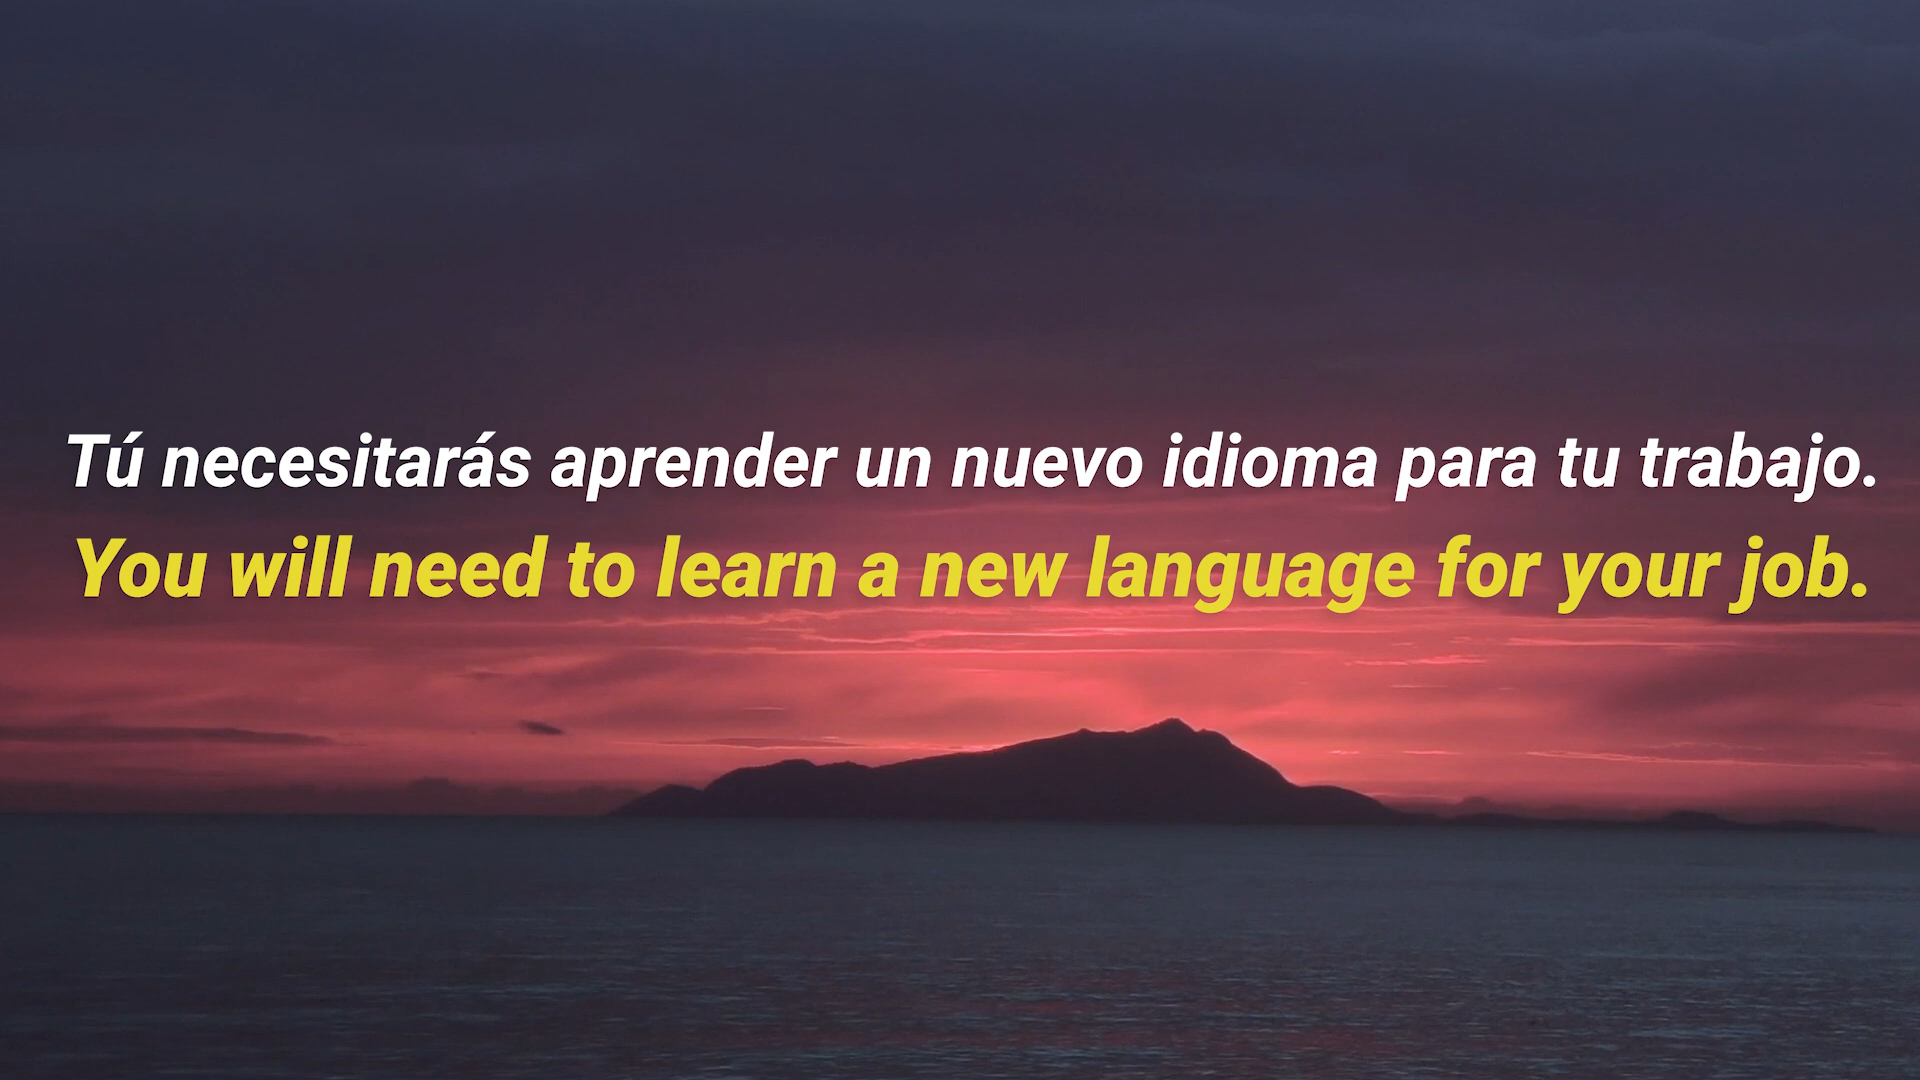 Tú necesitarás aprender un nuevo idioma para tu trabajo.
You will need to learn a new language for your job.